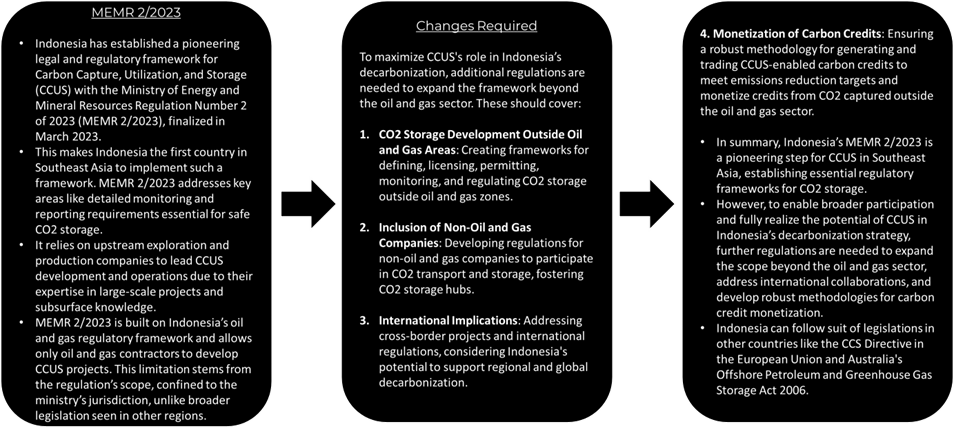 MEMR 2/2023
• Indonesia has established a pioneering
legal and regulatory framework for
Carbon Capture, Utilization, and Storage
(CCUS) with the Ministry of Energy and
Mineral Resources Regulation Number 2
of 2023 (MEMR 2/2023), finalized in
March 2023.
• This makes Indonesia the first country in
Southeast Asia to implement such a
framework. MEMR 2/2023 addresses key
areas like detailed monitoring and
reporting requirements essential for safe
CO2 storage.
• It relies on upstream exploration and
production companies to lead CCUS
development and operations due to their
expertise in large-scale projects and
subsurface knowledge.
• MEMR 2/2023 is built on Indonesia's oil
and gas regulatory framework and allows
only oil and gas contractors to develop
CCUS projects. This limitation stems from
the regulation's scope, confined to the
ministry's jurisdiction, unlike broader
legislation seen in other regions.
Changes Required
To maximize CCUS's role in Indonesia's
decarbonization, additional regulations are
needed to expand the framework beyond
the oil and gas sector. These should cover:
1. CO2 Storage Development Outside Oil
and Gas Areas: Creating frameworks for
defining, licensing, permitting,
monitoring, and regulating CO2 storage
outside oil and gas zones.
2. Inclusion of Non-Oil and Gas
Companies: Developing regulations for
non-oil and gas companies to participate
in CO2 transport and storage, fostering
CO2 storage hubs.
3. International Implications: Addressing
cross-border projects and international
regulations, considering Indonesia's
potential to support regional and global
decarbonization.
4. Monetization of Carbon Credits: Ensuring
a robust methodology for generating and
trading CCUS-enabled carbon credits to
meet emissions reduction targets and
monetize credits from CO2 captured outside
the oil and gas sector.
• In summary, Indonesia's MEMR 2/2023 is
a pioneering step for CCUS in Southeast
Asia, establishing essential regulatory
frameworks for CO2 storage.
• However, to enable broader participation
and fully realize the potential of CCUS in
Indonesia's decarbonization strategy,
further regulations are needed to expand
the scope beyond the oil and gas sector,
address international collaborations, and
develop robust methodologies for carbon
credit monetization.
• Indonesia can follow suit of legislations in
other countries like the CCS Directive in
the European Union and Australia's
Offshore Petroleum and Greenhouse Gas
Storage Act 2006.